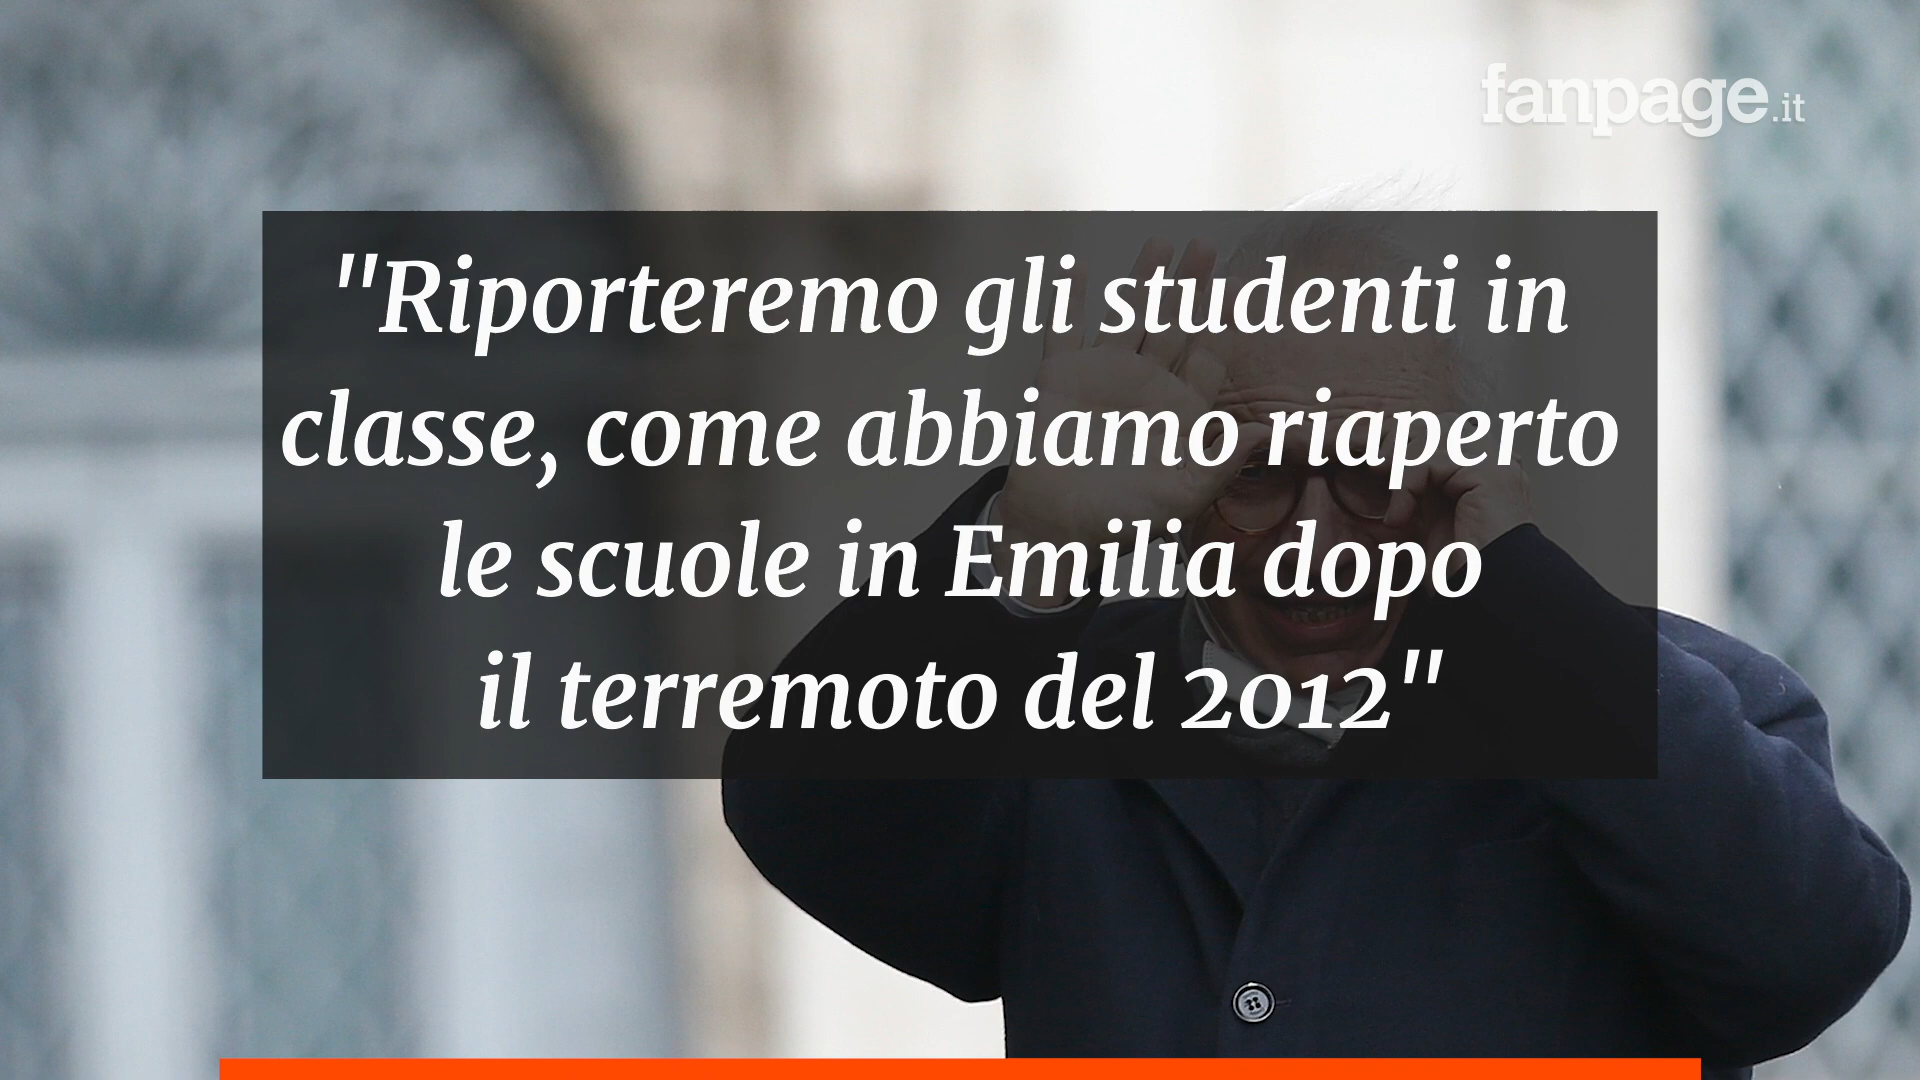 fanpage.it
"Riporteremo gli studenti in
classe, come abbiamo riaperto
le scuole in Emilia dopo
il terremoto del 2012"